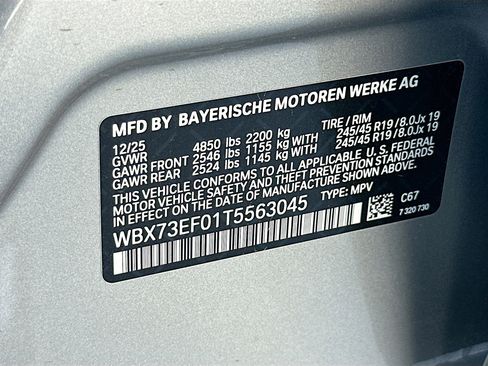 MFD BY BAYERISCHE MOTOREN WERKE AG
12/25 TIRE / RIM
GVWR 4850 lbs 2200 kg
GAWR FRONT 2546 lbs 1155 kg WITH 245/45 R19 / 8.0Jx 19
GAWR REAR 2524 lbs 1145 kg WITH 245/45 R19 / 8.0Jx 19
THIS VEHICLE CONFORMS TO ALL APPLICABLE U.S. FEDERAL
MOTOR VEHICLE SAFETY AND THEFT PREVENTION STANDARDS
IN EFFECT ON THE DATE OF MANUFACTURE SHOWN ABOVE.
WBX73EF01T5563045 TYPE: MPV
C67
7 320 730